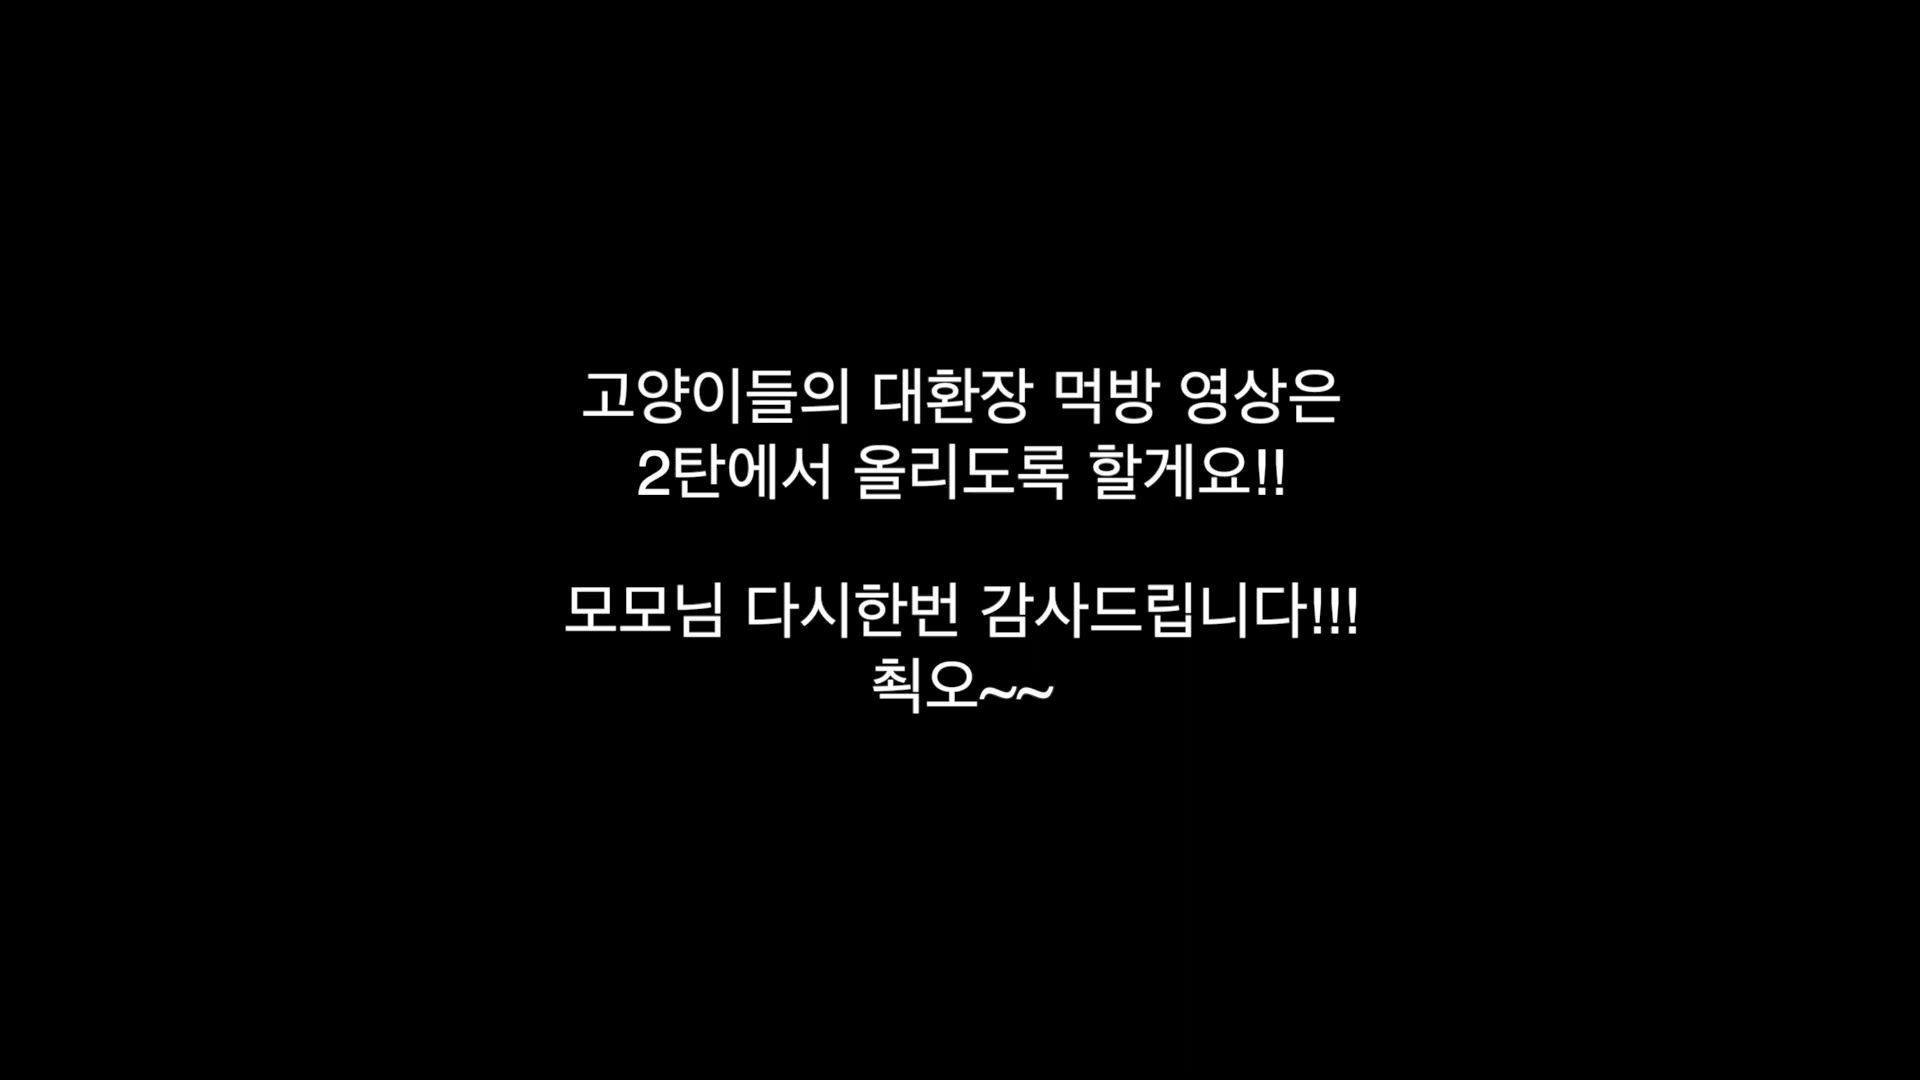 고양이들의 대환장 먹방 영상은
2탄에서 올리도록 할게요!!
모모님 다시한번 감사드립니다!!!
쵝오~~